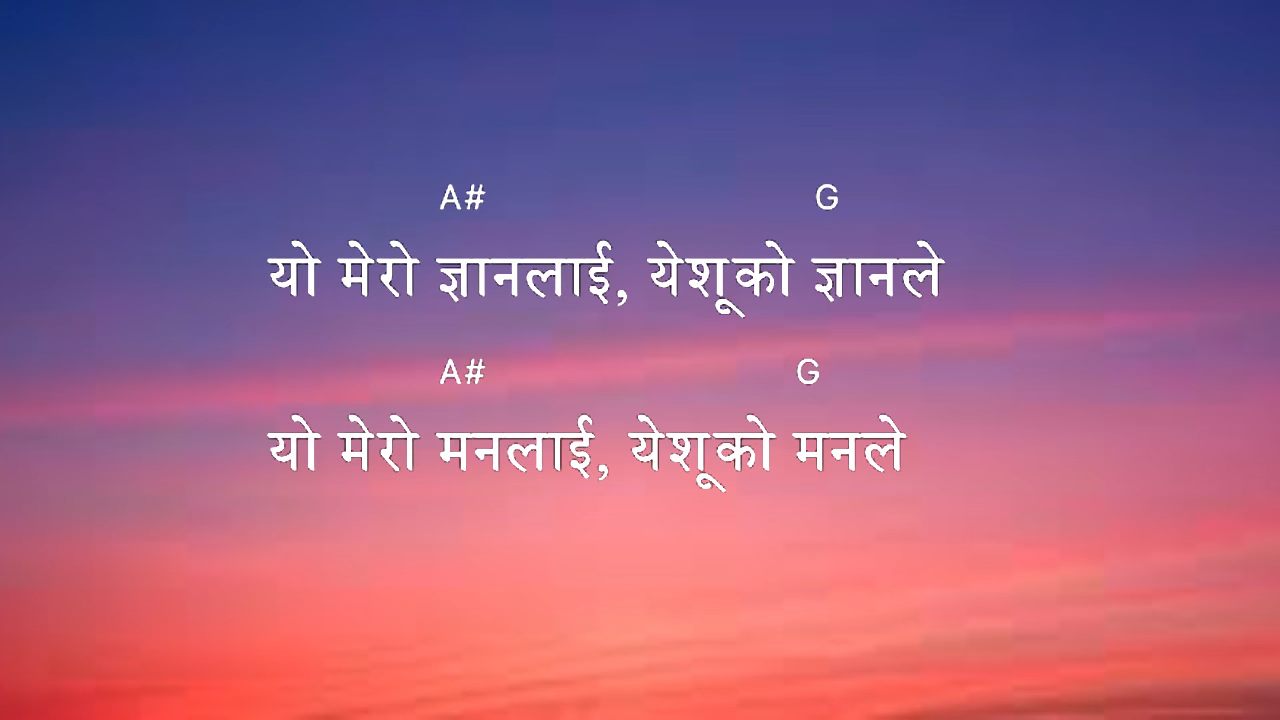 A# G
यो मेरो ज्ञानलाई, येशूको ज्ञानले
A# G
यो मेरो मनलाई, येशूको मनले